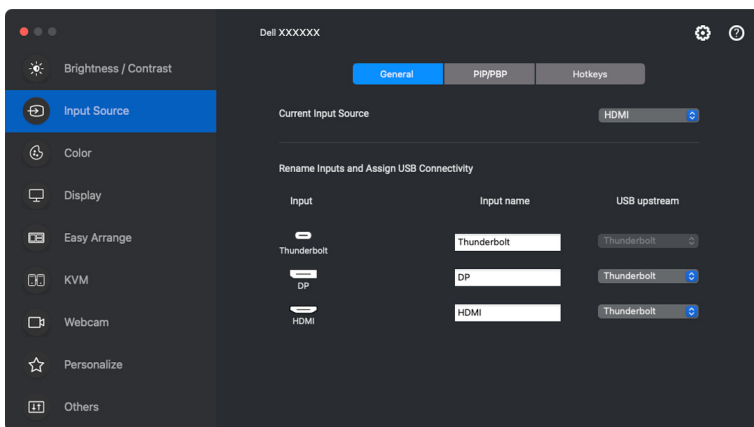 Dell XXXXXX
Brightness / Contrast
Input Source
Color
Display
Easy Arrange
KVM
Webcam
Personalize
Others
General PIP/PBP Hotkeys
Current Input Source HDMI
Rename Inputs and Assign USB Connectivity
Input Input name USB upstream
Thunderbolt Thunderbolt Thunderbolt
DP DP Thunderbolt
HDMI HDMI Thunderbolt